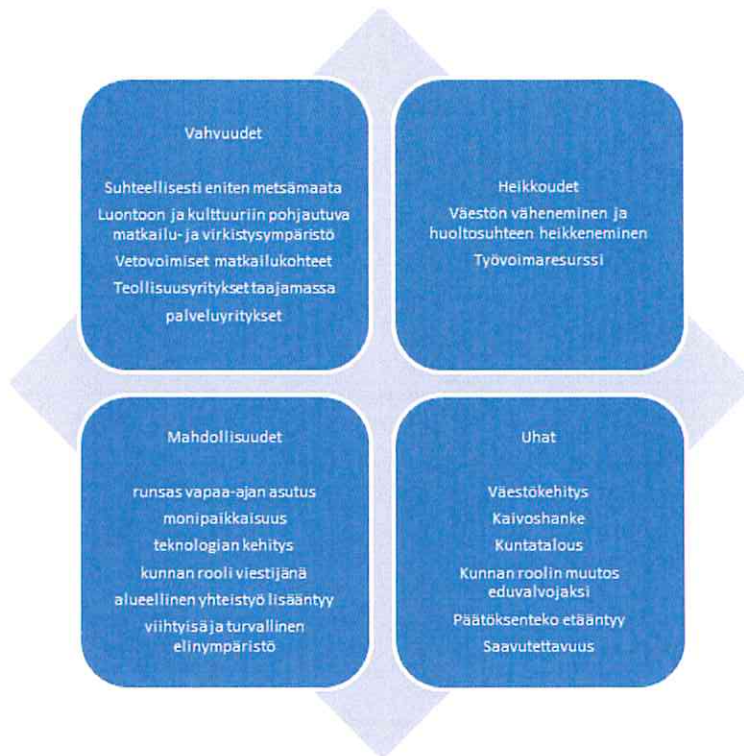 Vahvuudet
Suhteellisesti eniten metsämaata
Luontoon ja kulttuuriin pohjautuva
matkailu- ja virkistysympäristö
Vetovoimiset matkailukohteet
Teollisuusyritykset taajamassa
palveluyritykset
Heikkoudet
Väestön väheneminen ja
huoltosuhteen heikkeneminen
Työvoimaresurssi
Mahdollisuudet
runsas vapaa-ajan asutus
monipaikkaisuus
teknologian kehitys
kunnan rooli viestijänä
alueellinen yhteistyö lisääntyy
viihtyisä ja turvallinen
elinympäristö
Uhat
Väestökehitys
Kaivoshanke
Kuntatalous
Kunnan roolin muutos
eduvalvojaksi
Päätöksenteko etääntyy
Saavutettavuus